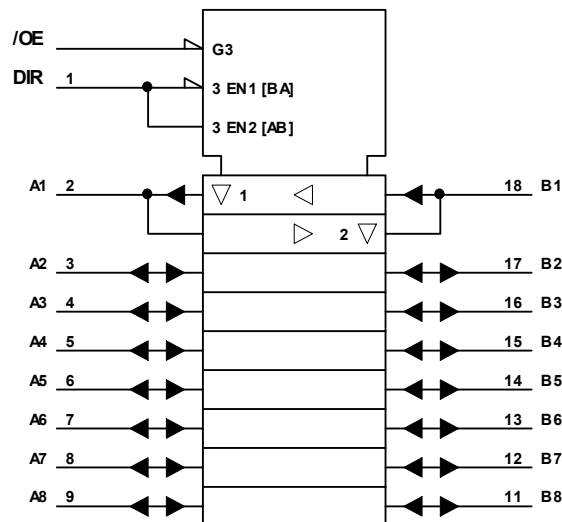 /OE G3
DIR 1 3 EN1 [BA]
3 EN2 [AB]
A1 2 1 18 B1
2
A2 3 17 B2
A3 4 16 B3
A4 5 15 B4
A5 6 14 B5
A6 7 13 B6
A7 8 12 B7
A8 9 11 B8